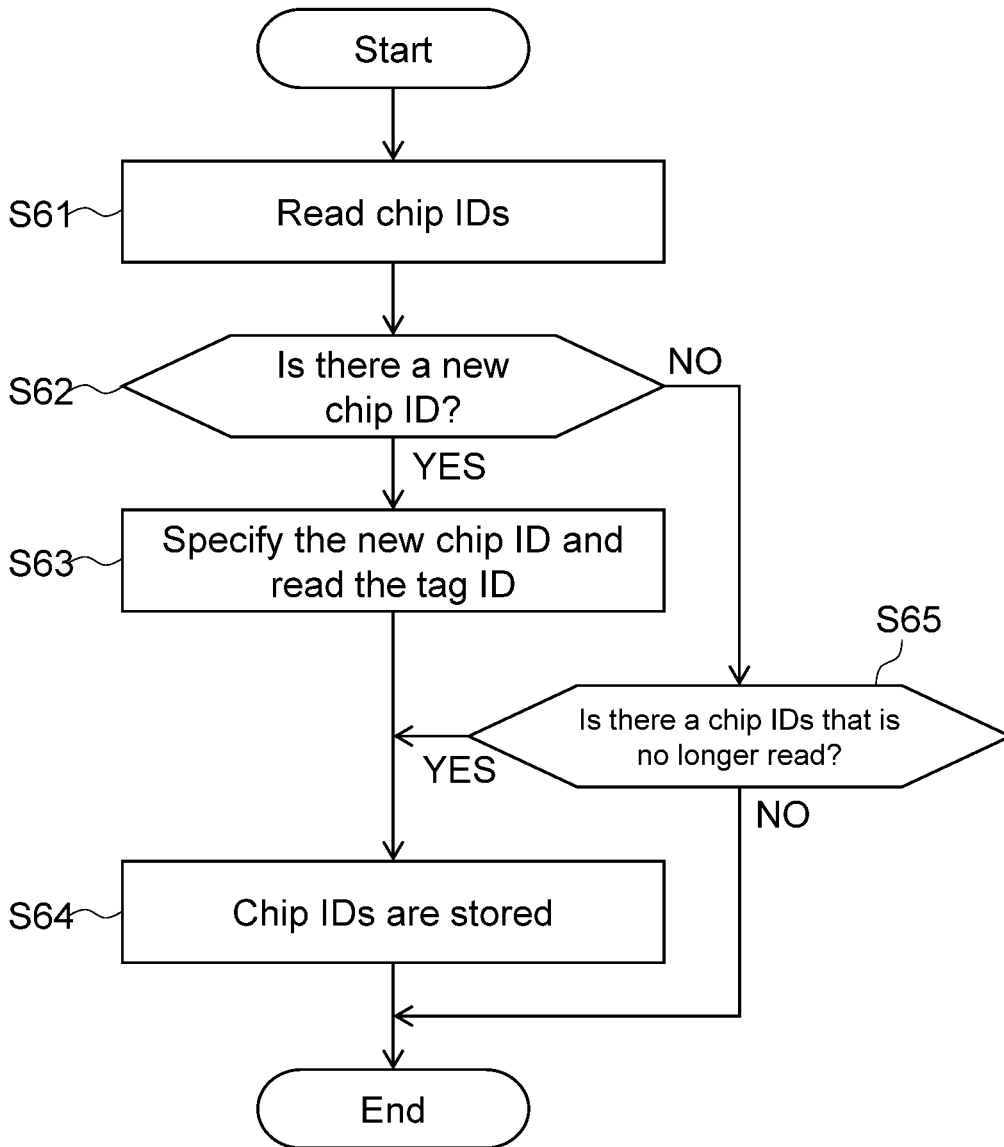 Start
S61
Read chip IDs
S62
Is there a new
chip ID?
NO
YES
S63
Specify the new chip ID and
read the tag ID
S65
Is there a chip IDs that is
no longer read?
YES
NO
S64
Chip IDs are stored
End